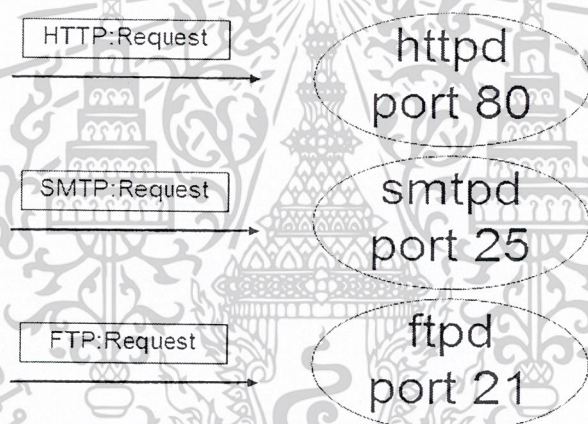 HTTP:Request
httpd
port 80
SMTP:Request
smtpd
port 25
FTP:Request
ftpd
port 21